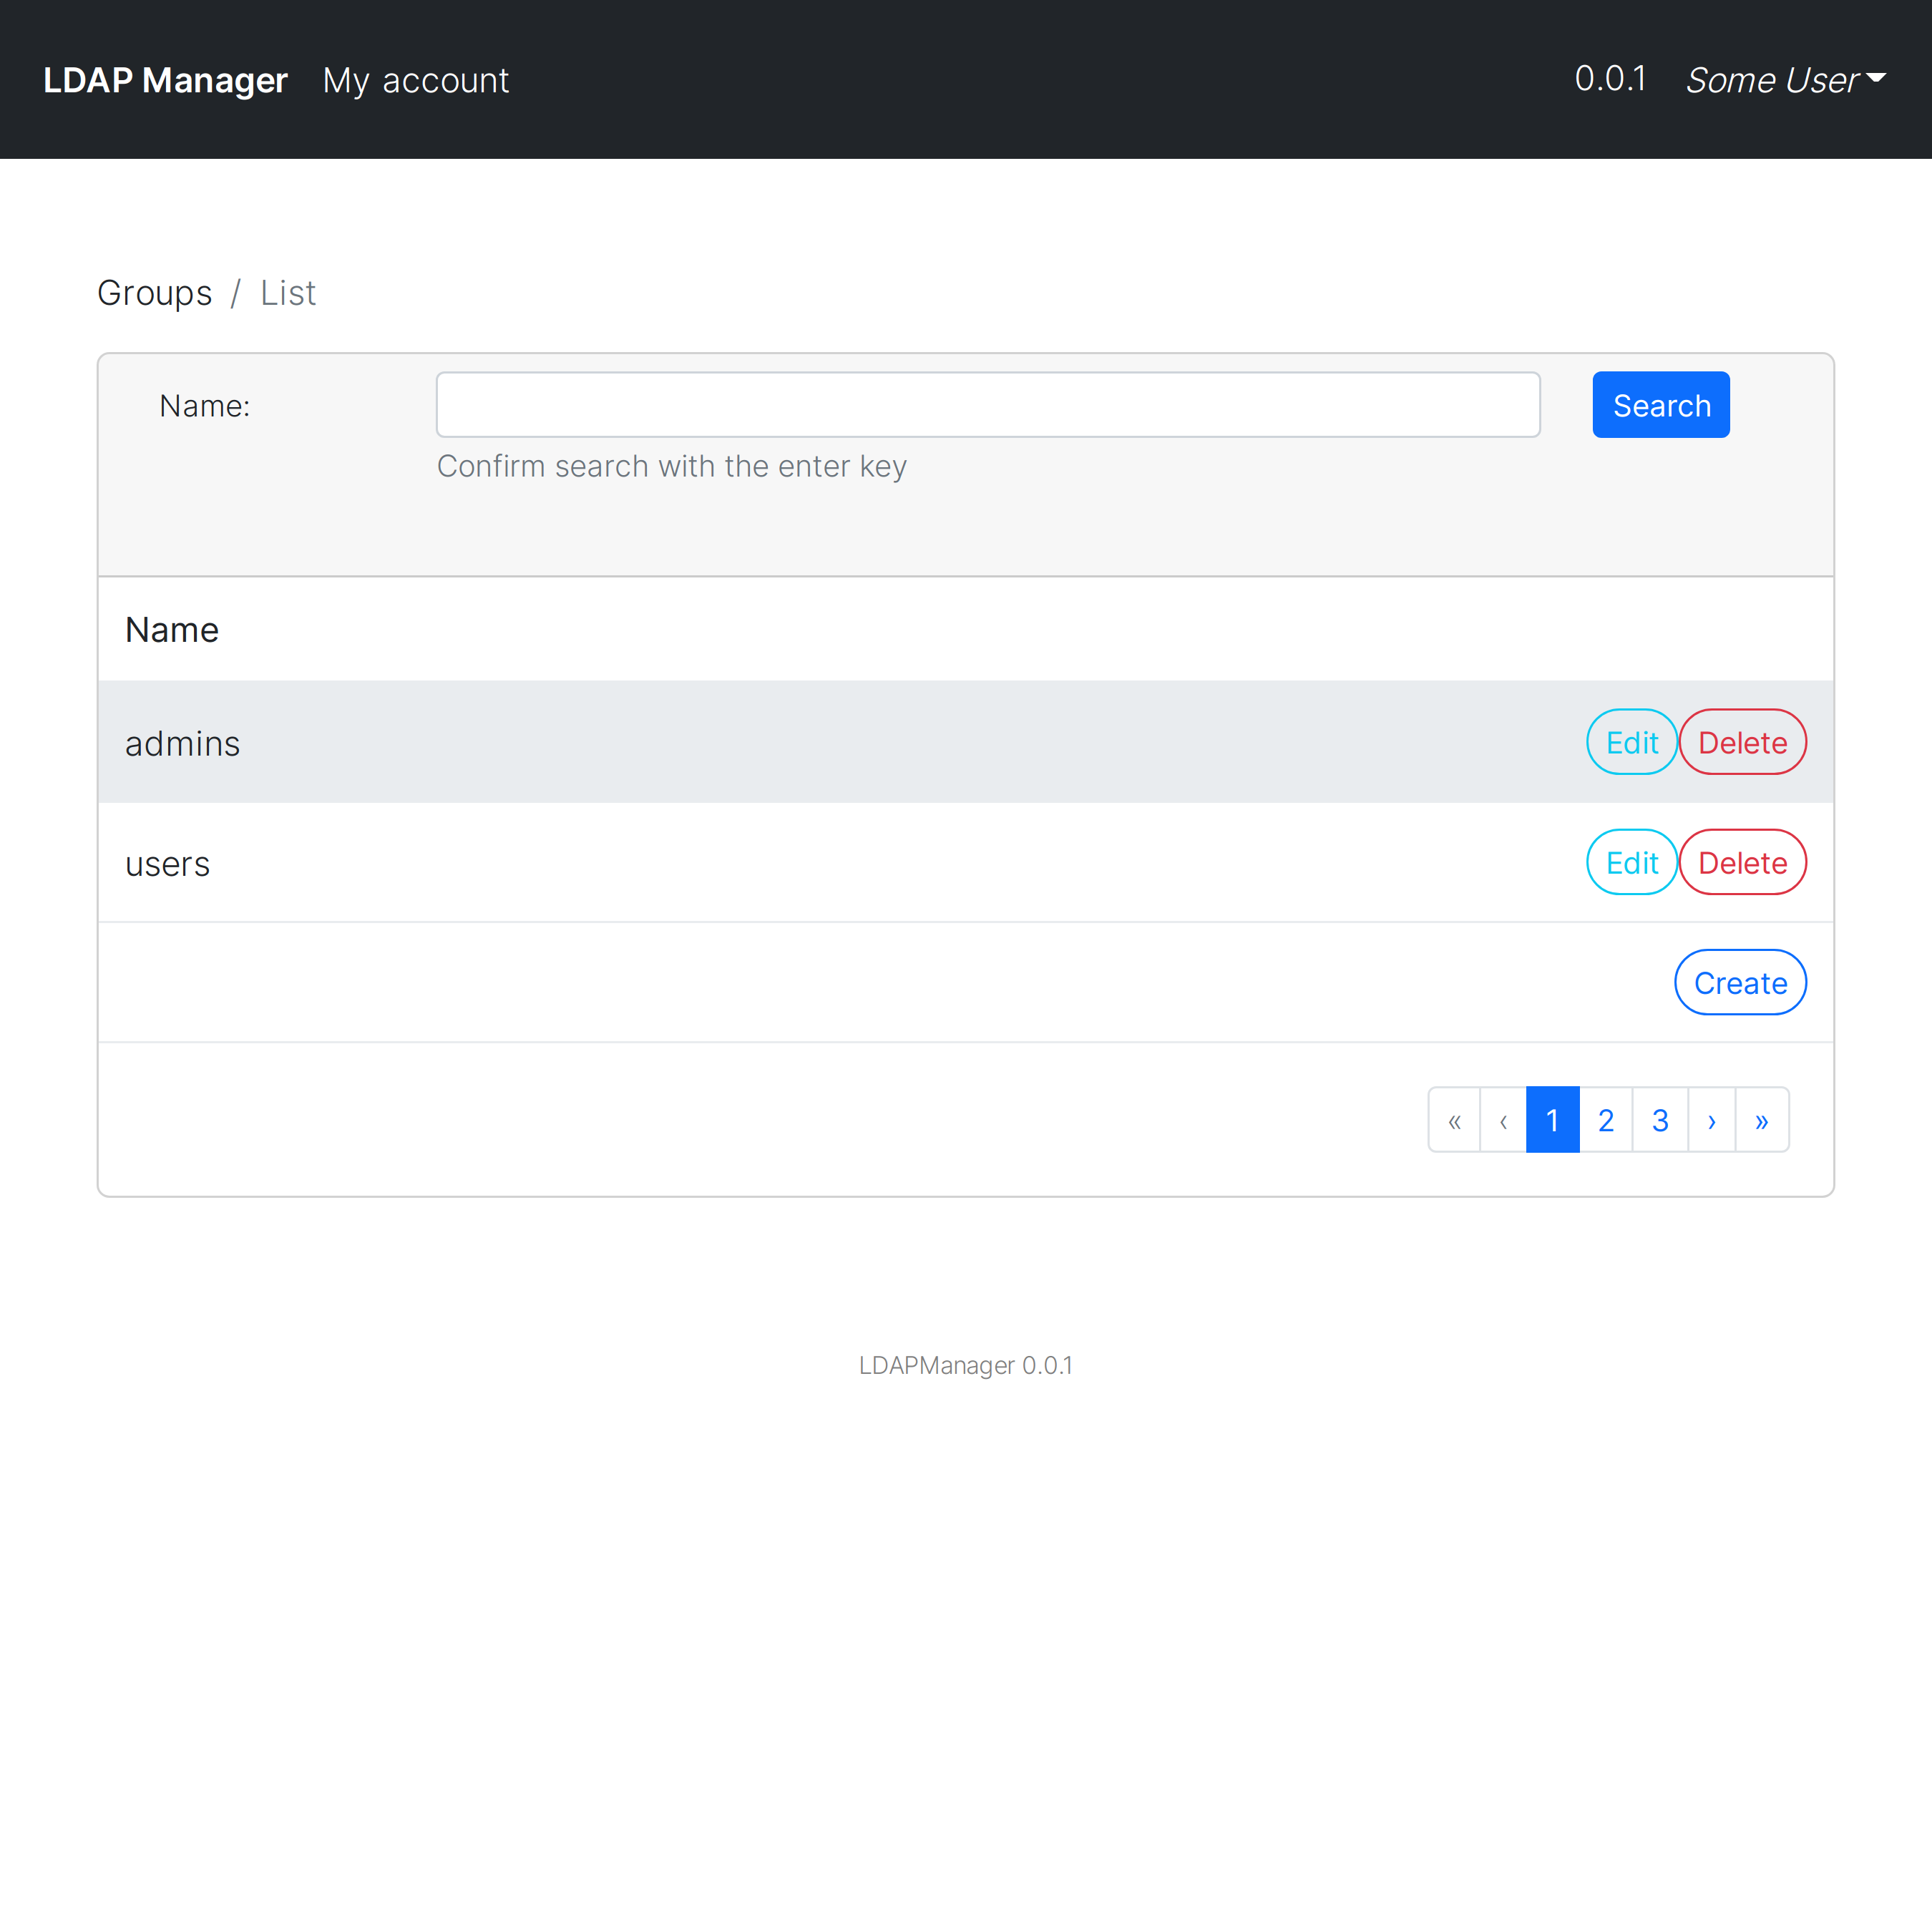 LDAP Manager My account 0.0.1 Some User
Groups / List
Name: Search
Confirm search with the enter key
Name
admins Edit Delete
users Edit Delete
Create
« ‹ 1 2 3 › »
LDAPManager 0.0.1